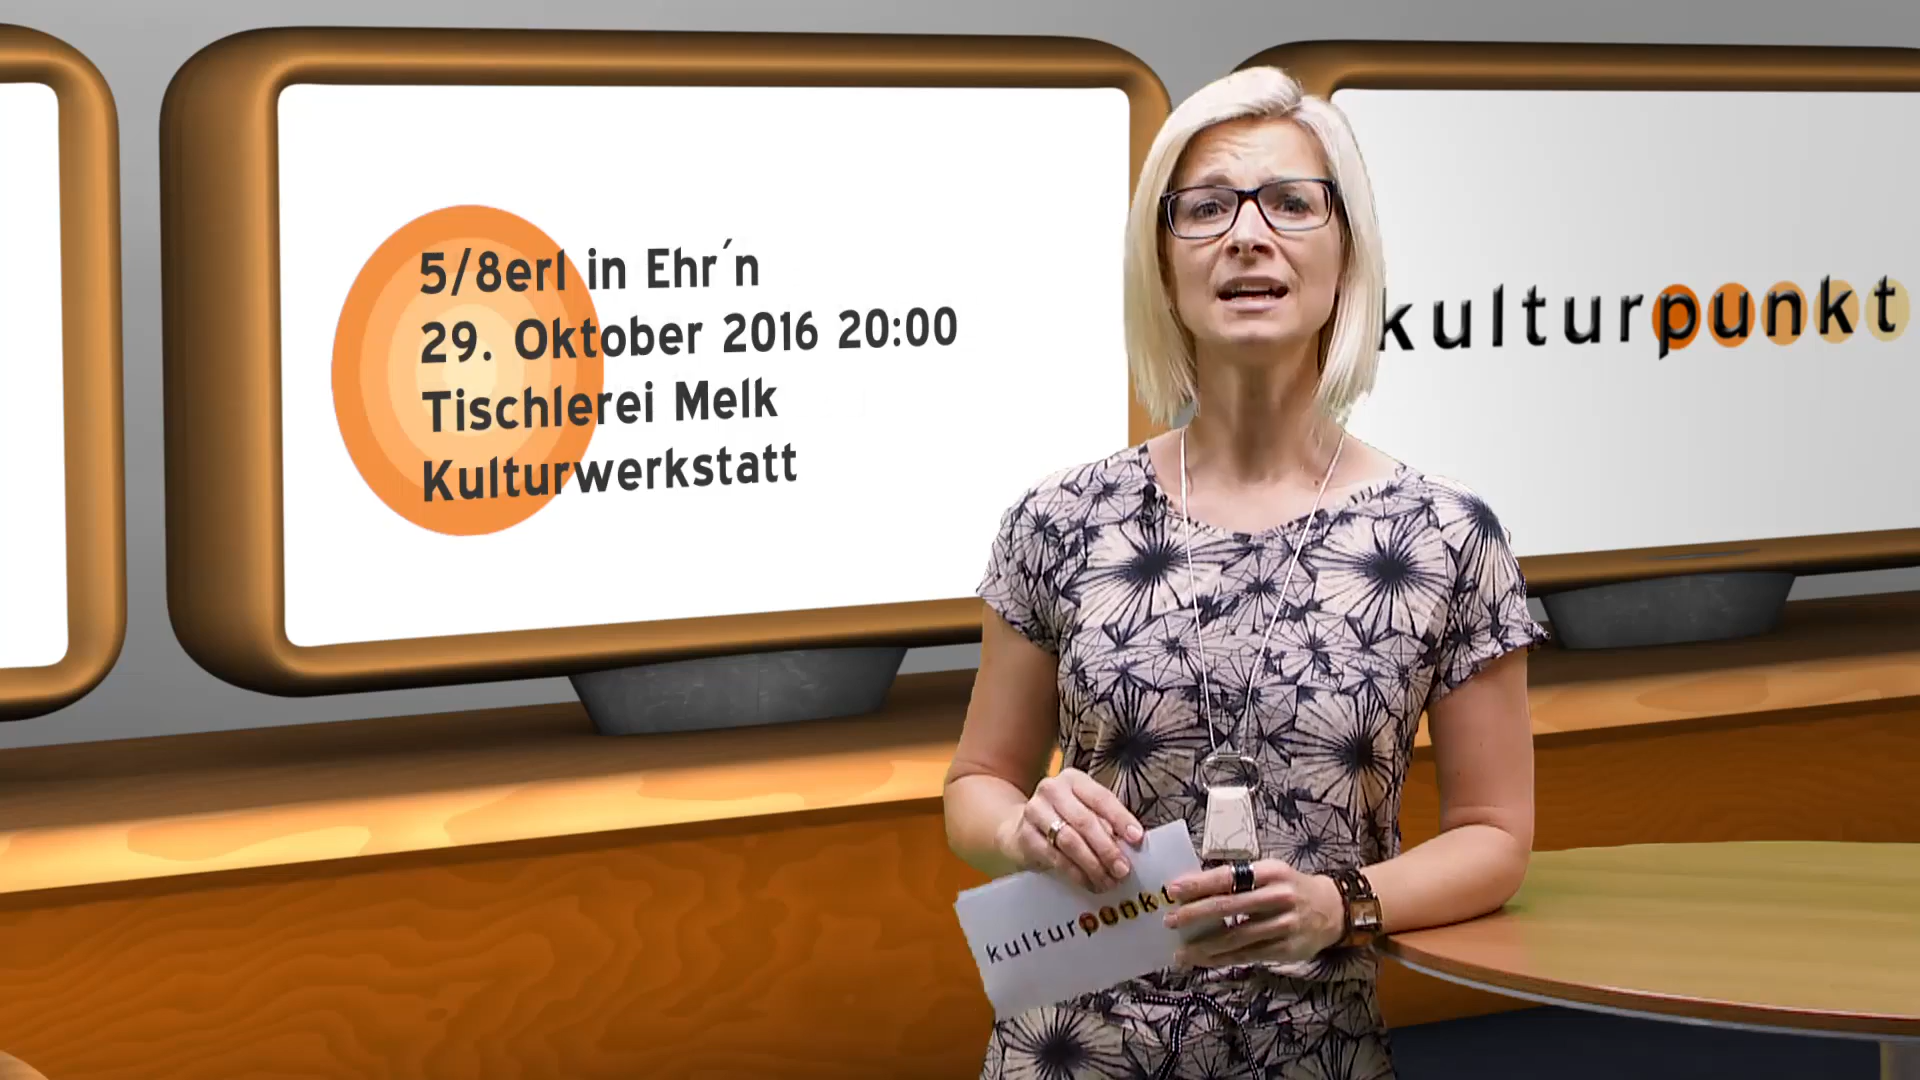 5/8erl in Ehr´n
29. Oktober 2016 20:00
Tischlerei Melk
Kulturwerkstatt
kulturpunkt
kulturpunkt